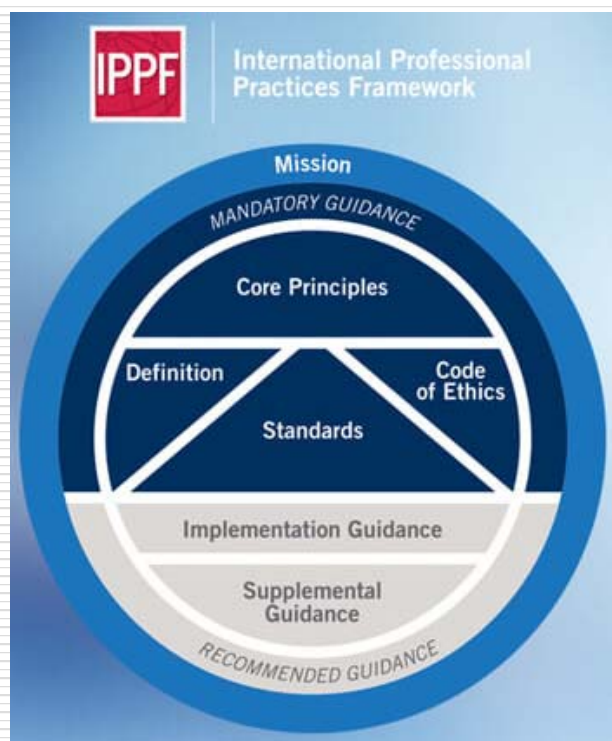 IPPF
International Professional
Practices Framework
Mission
MANDATORY GUIDANCE
Core Principles
Definition
Code
of Ethics
Standards
Implementation Guidance
Supplemental
Guidance
RECOMMENDED GUIDANCE